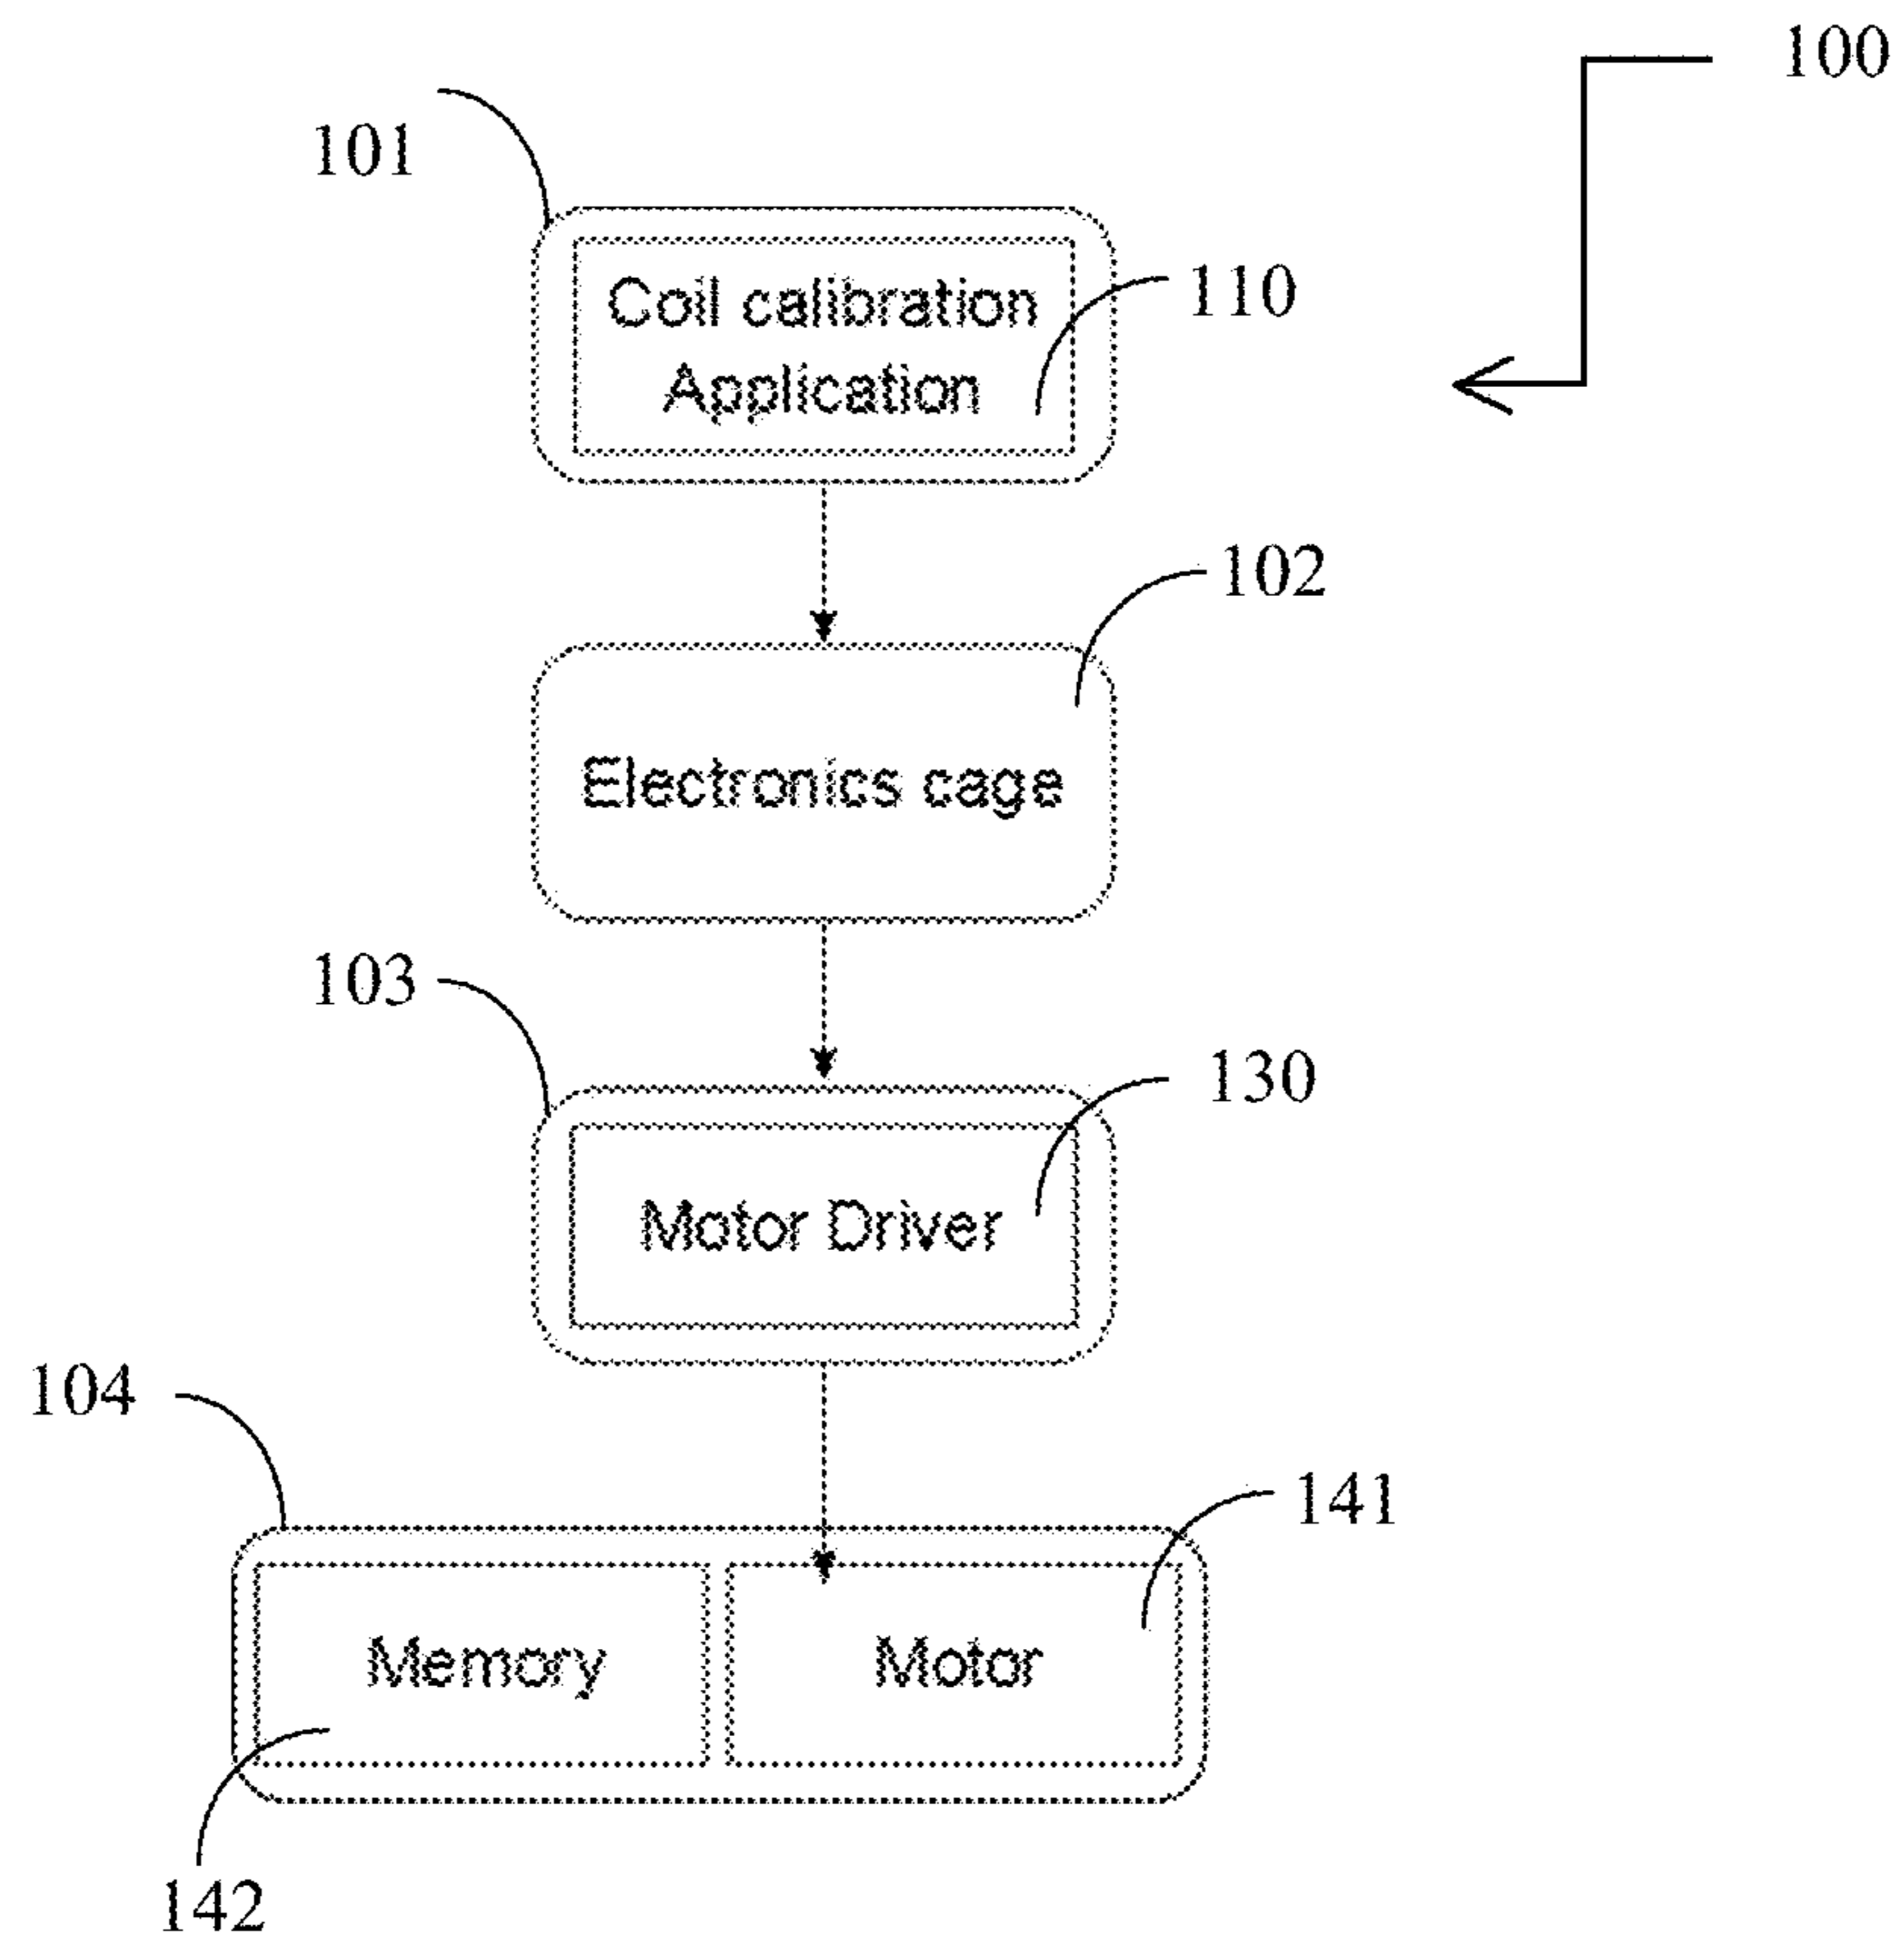 100
101
Coil calibration
Application
110
102
Electronics cage
103
130
Motor Driver
104
141
Memory
Motor
142